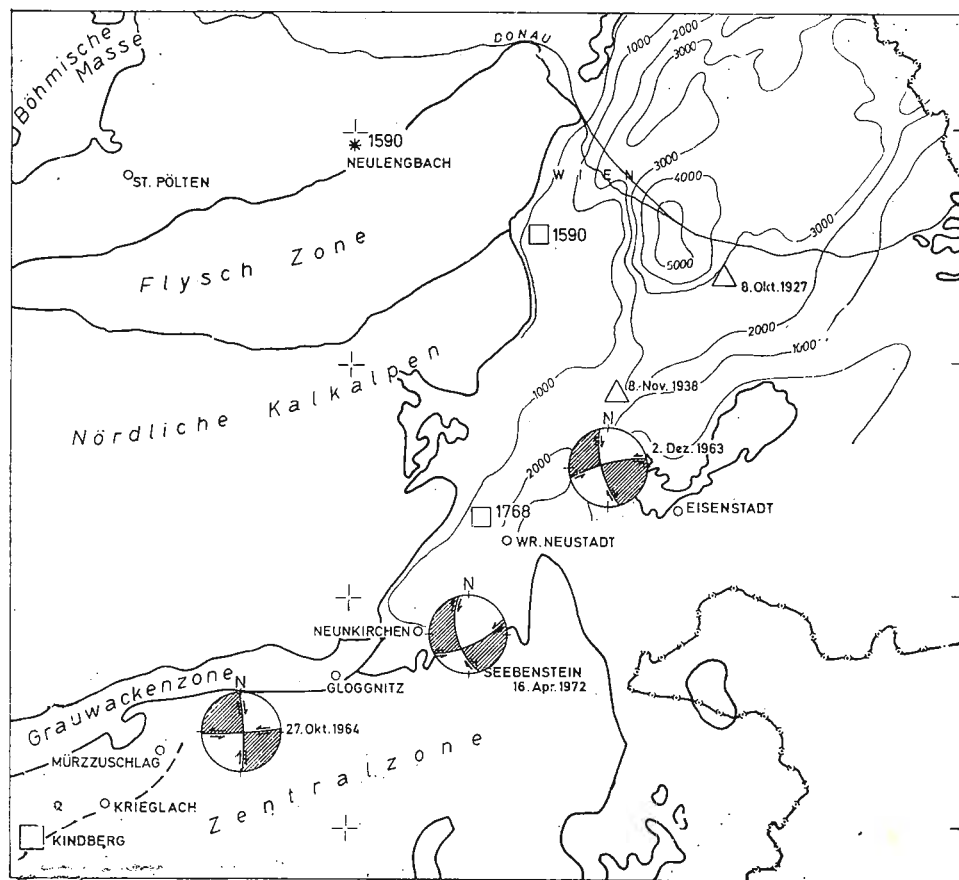 DONAU
1000
2000
3000
Böhmische
Masse
1590
NEULENGBACH
ST. PÖLTEN
WIEN
3000
4000
3000
5000
1590
Flysch Zone
8. Okt. 1927
2000
1000
Nördliche Kalkalpen
1000
8. Nov. 1938
N
2. Dez. 1963
2000
1768
EISENSTADT
WR. NEUSTADT
N
NEUNKIRCHEN
SEEBENSTEIN
16. Apr. 1972
GLOGGNITZ
Grauwackenzone
N
27. Okt. 1964
MÜRZZUSCHLAG
Zentralzone
KRIEGLACH
KINDBERG